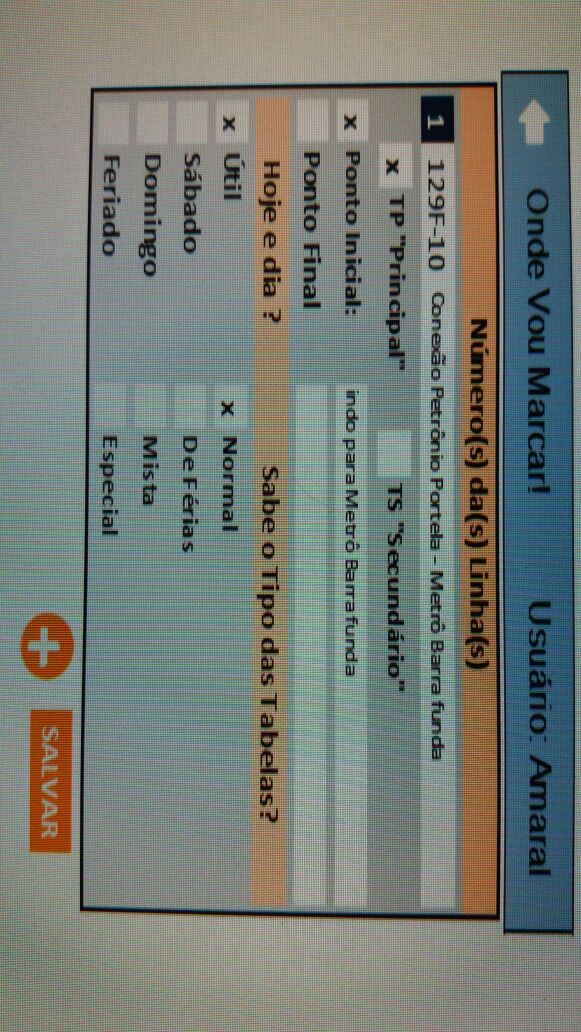 Onde Vou Marcar! Usuário: Amaral
Número(s) da(s) Linha(s)
1 129F-10 Conexão Petrônio Portela - Metrô Barra funda
x TP "Principal" TS "Secundário"
x Ponto Inicial: indo para Metrô Barra funda
Ponto Final
Hoje e dia ? Sabe o Tipo das Tabelas?
x Útil x Normal
Sábado De Férias
Domingo Mista
Feriado Especial
SALVAR